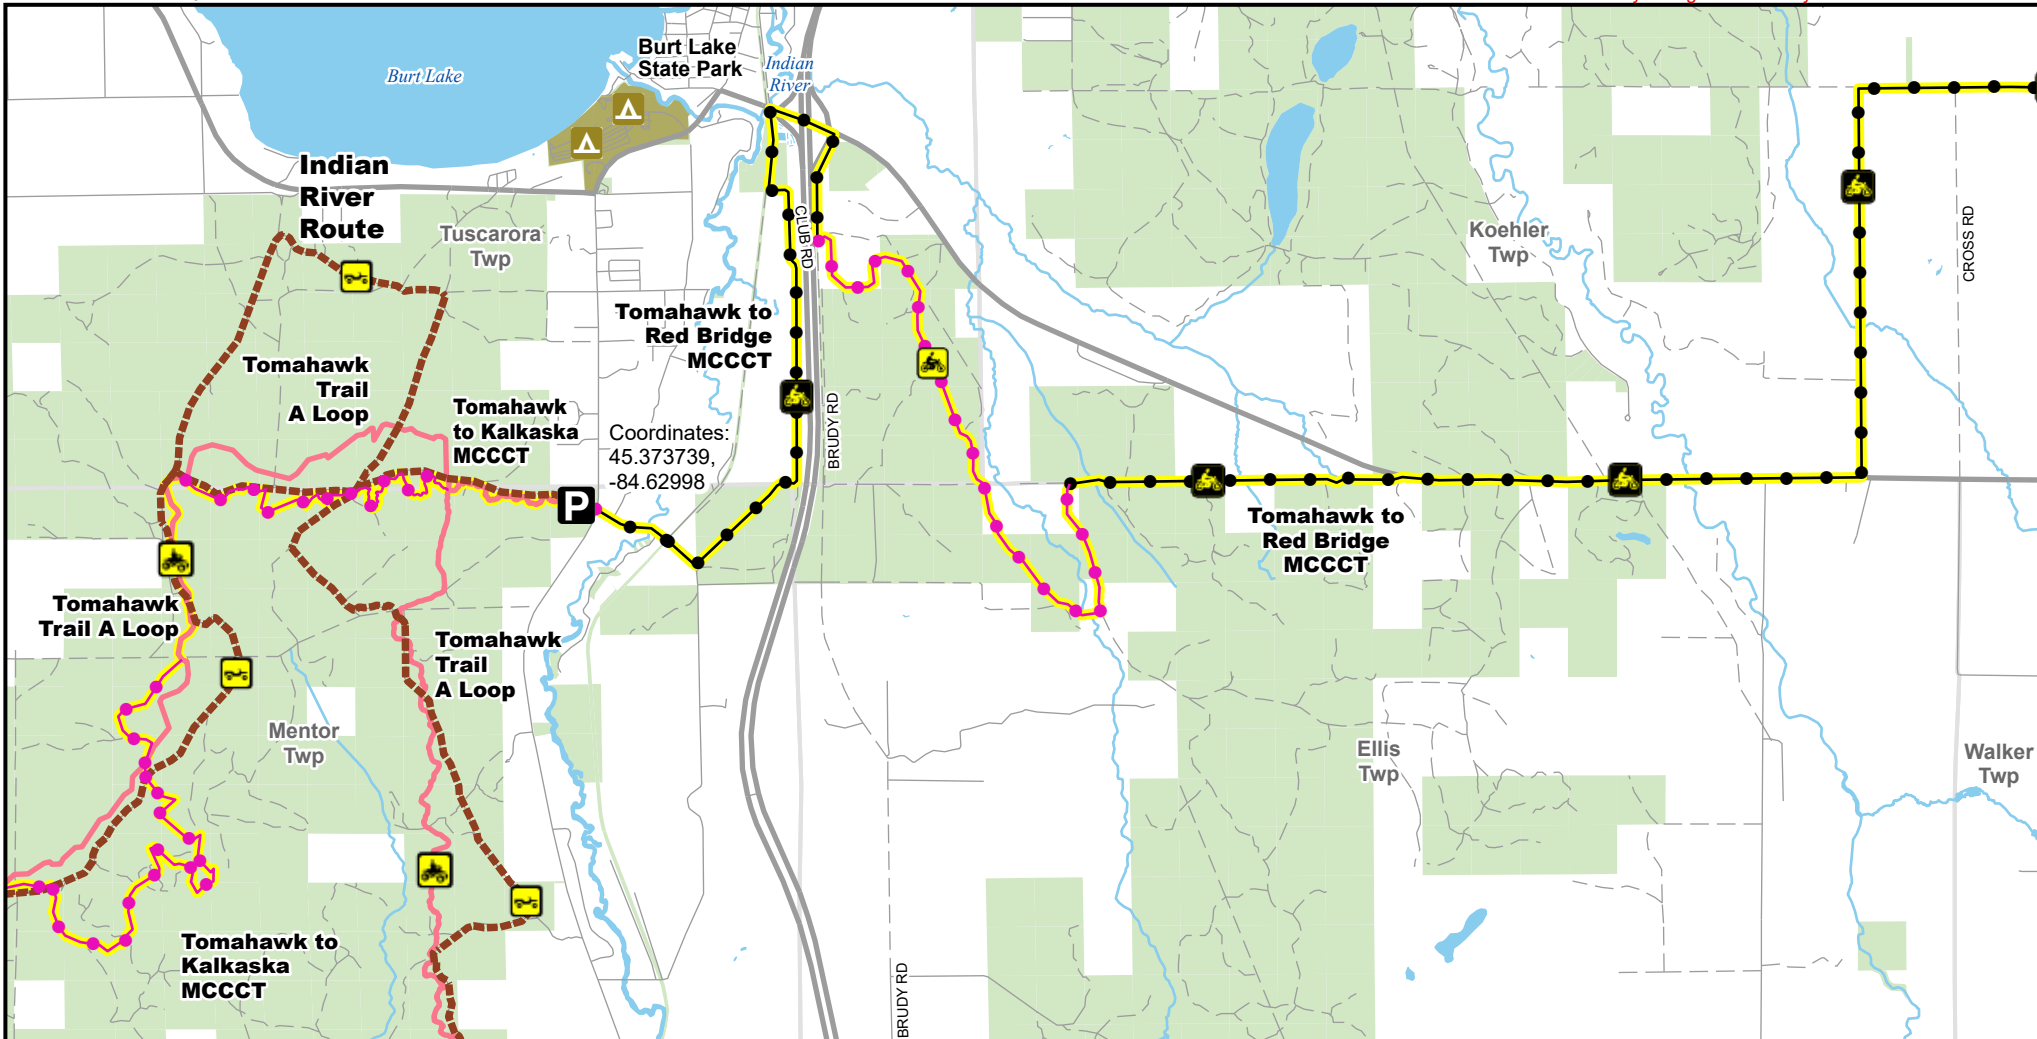 Burt Lake
State Park
Indian
River
Burt Lake
Indian
River
Route
Tuscarora
Twp
CLUB RD
Koehler
Twp
CROSS RD
Tomahawk to
Red Bridge
MCCCT
Tomahawk
Trail
A Loop
Tomahawk
to Kalkaska
MCCCT
Coordinates:
45.373739,
-84.62998
BRUDY RD
P
Tomahawk to
Red Bridge
MCCCT
Tomahawk
Trail A Loop
Tomahawk
Trail
A Loop
Mentor
Twp
Ellis
Twp
Walker
Twp
Tomahawk to
Kalkaska
MCCCT
BRUDY RD